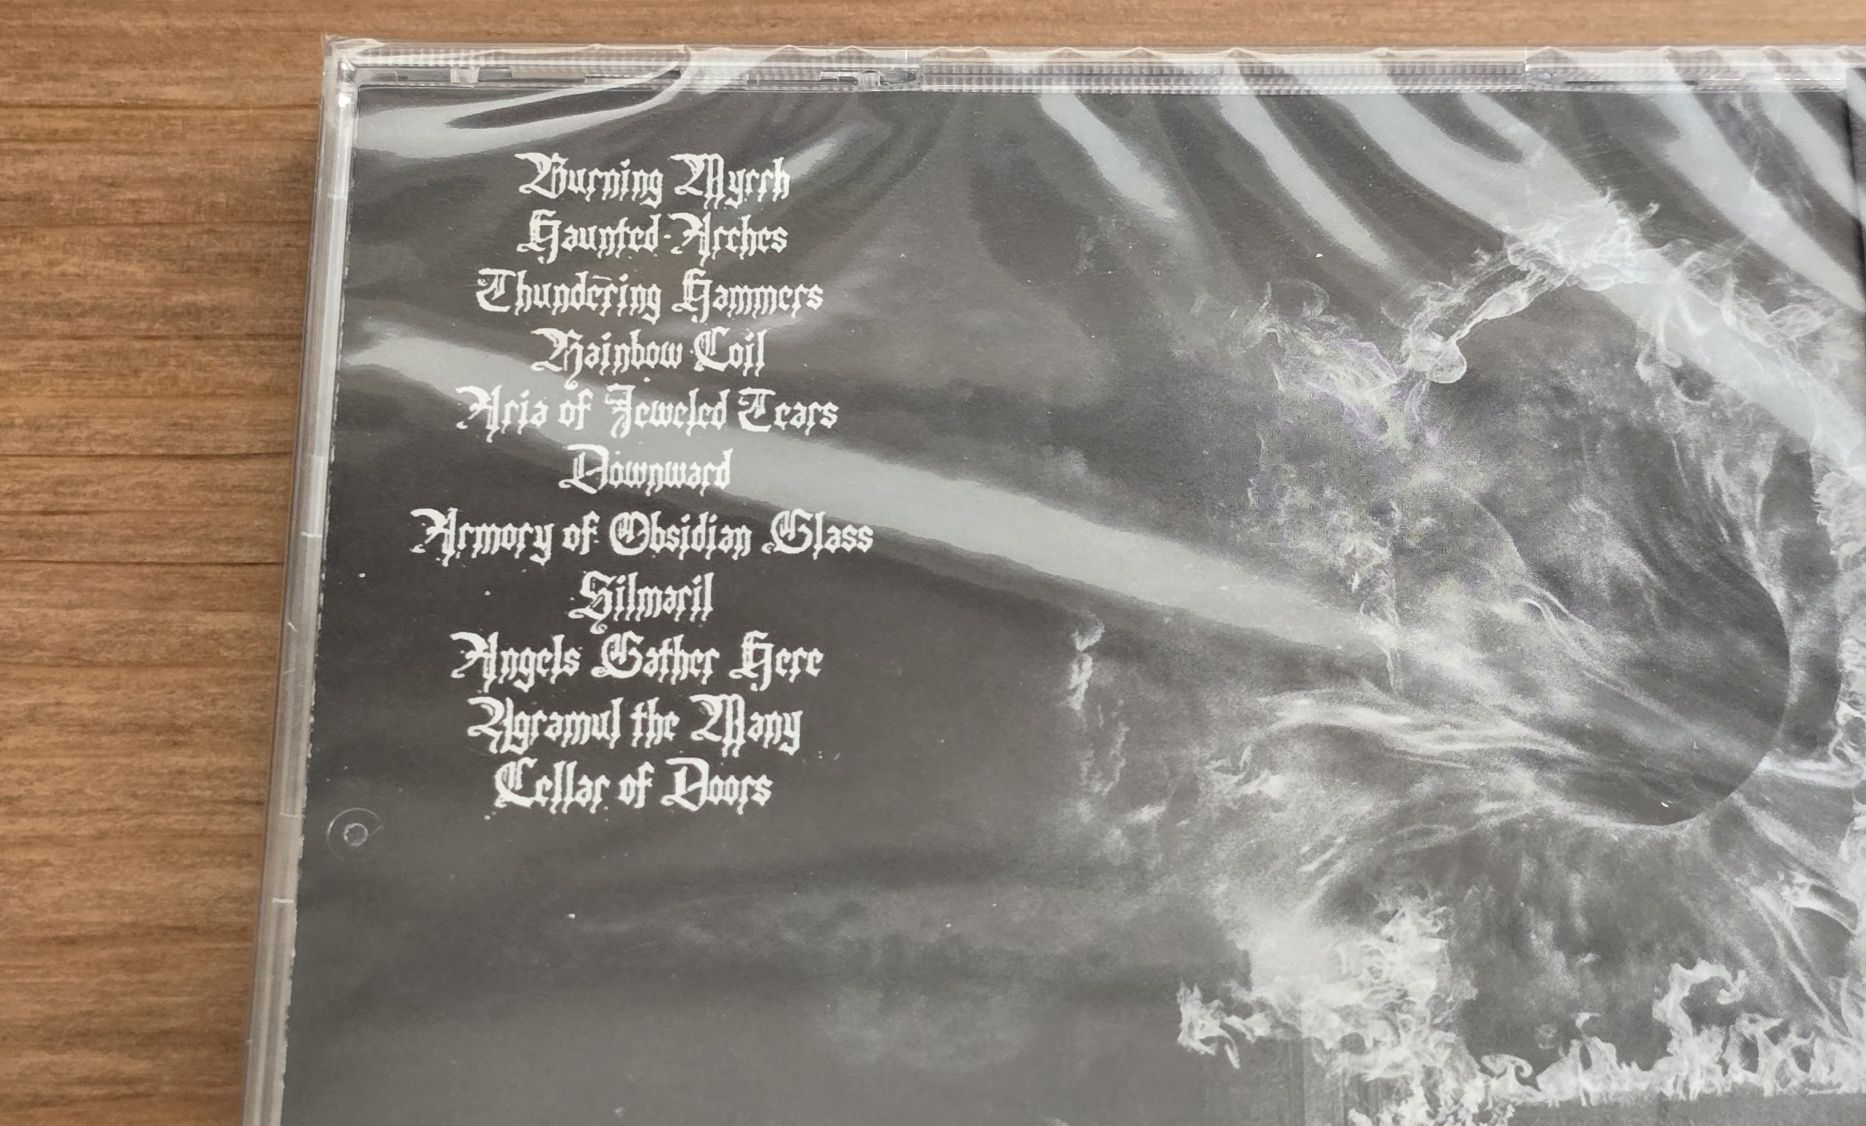 Burning Myrrh
Haunted Arches
Thundering Hammers
Rainbow Coil
Aria of Jeweled Tears
Downward
Armory of Obsidian Glass
Silmaril
Angels Gather Here
Ygramul the Many
Cellar of Doors